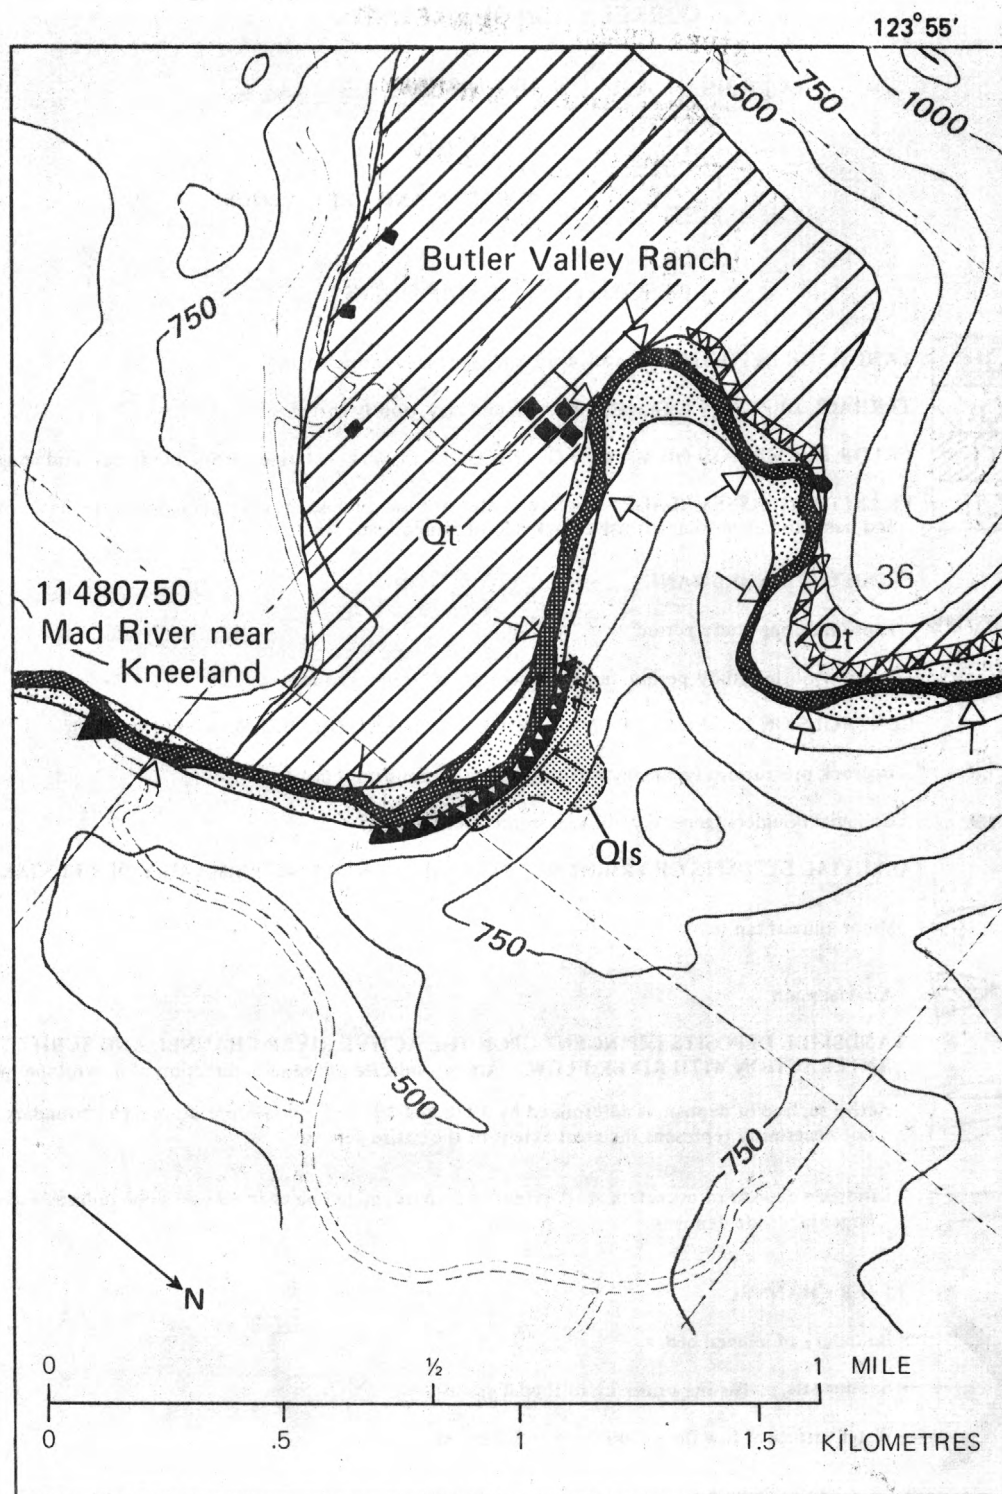 123°55′
500
750
1000
Butler Valley Ranch
750
Qt
36
11480750
Mad River near
Kneeland
Qt
Qls
750
500
750
N
0 ½ 1 MILE
0 .5 1 1.5 KILOMETRES